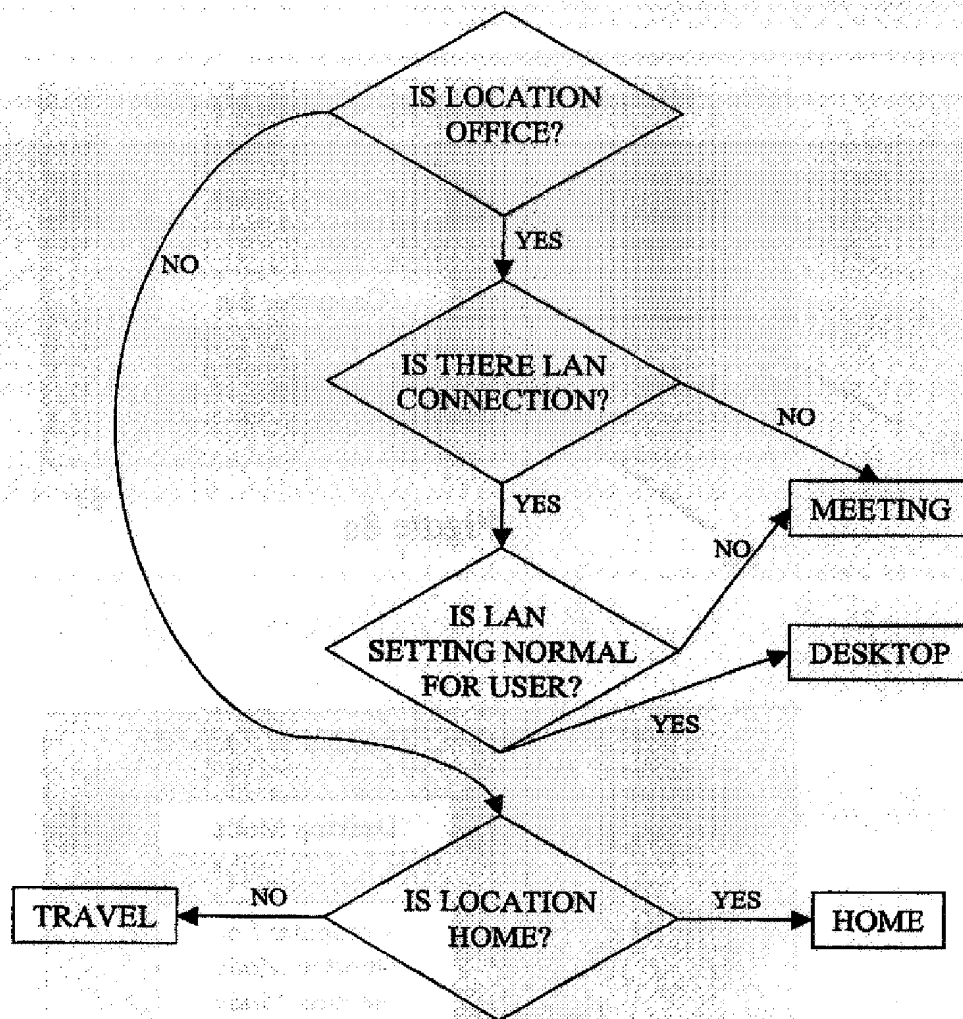 IS LOCATION
OFFICE?
YES
NO
IS THERE LAN
CONNECTION?
NO
YES
MEETING
NO
IS LAN
SETTING NORMAL
FOR USER?
DESKTOP
YES
IS LOCATION
HOME?
NO
TRAVEL
YES
HOME